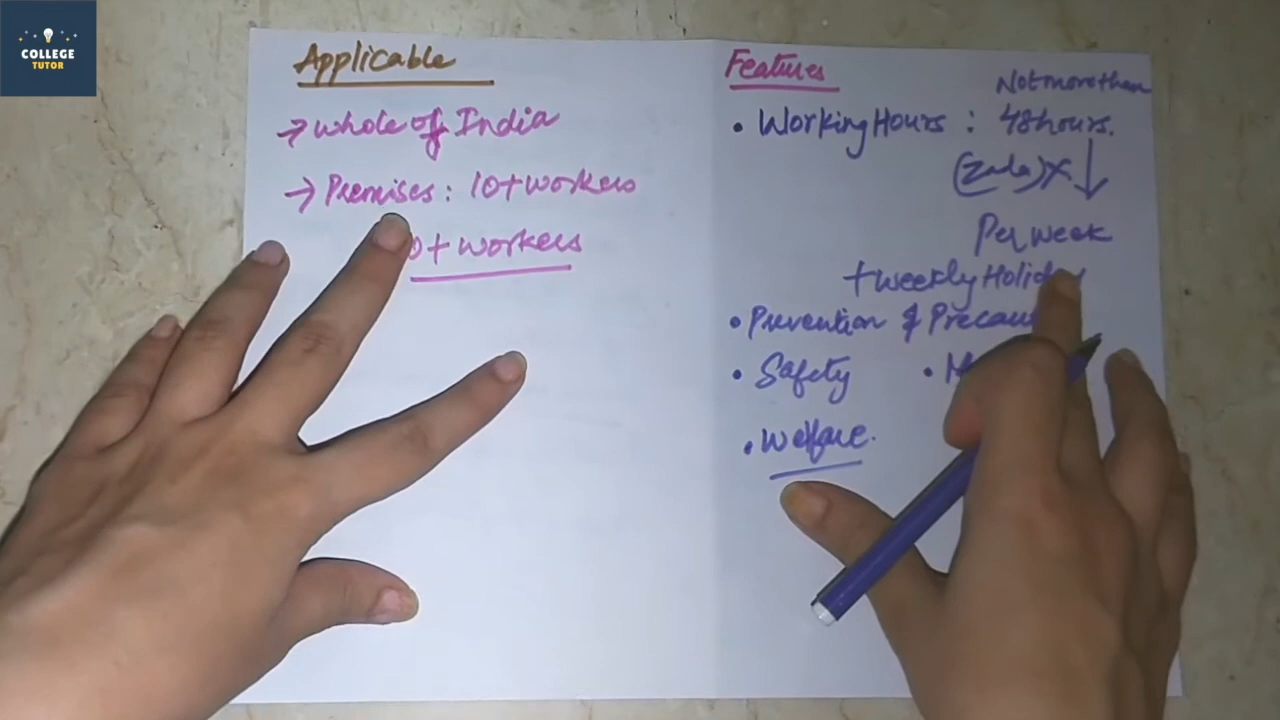 COLLEGE
TUTOR
Applicable
→ Whole of India
→ Premises : 10+ workers
0+ workers
Features
Not more than
• Working Hours : 48 hours.
Per week
+ weekly Holiday
• Prevention & Precau
• Safety
• Welfare.